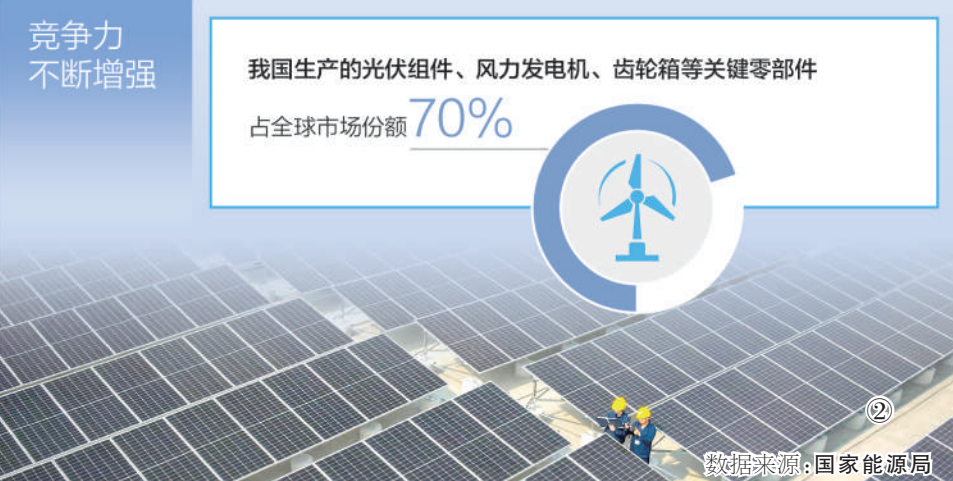 竞争力
不断增强
我国生产的光伏组件、风力发电机、齿轮箱等关键零部件
占全球市场份额70%
②
数据来源:国家能源局